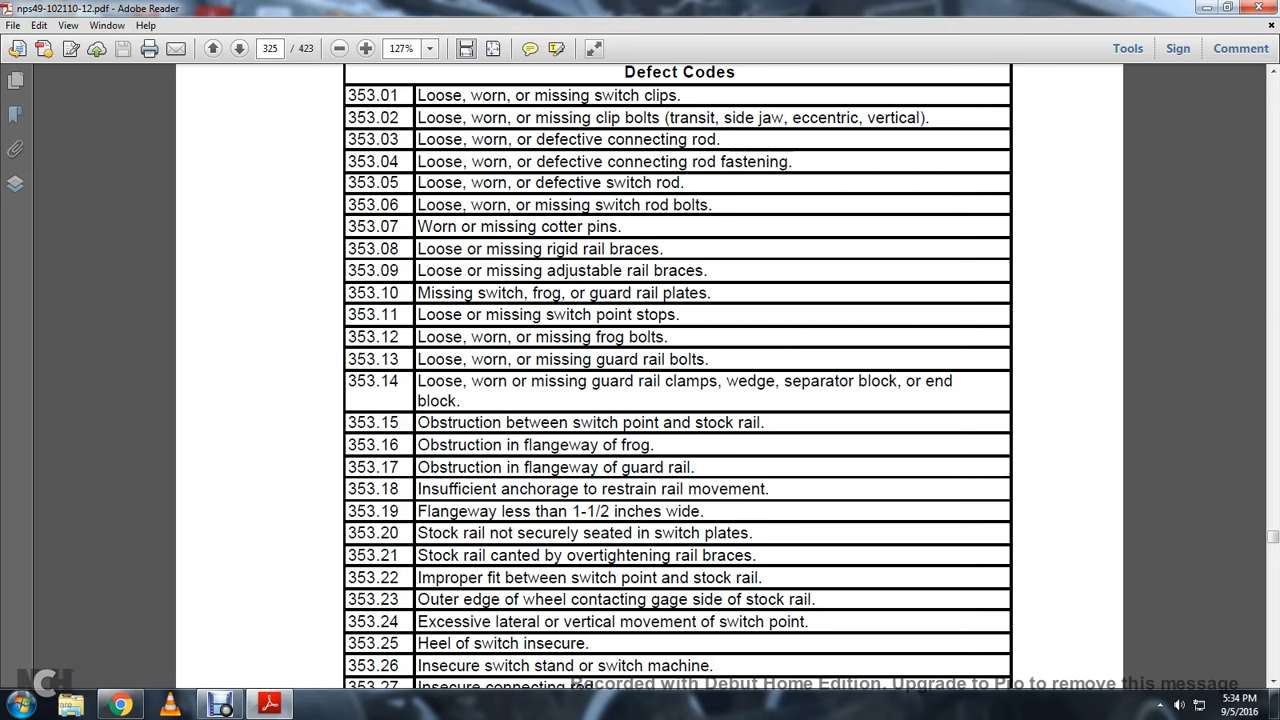 nps49-102110-12.pdf - Adobe Reader
File Edit View Window Help
325 / 423 127% Tools Sign Comment
Defect Codes
353.01 Loose, worn, or missing switch clips.
353.02 Loose, worn, or missing clip bolts (transit, side jaw, eccentric, vertical).
353.03 Loose, worn, or defective connecting rod.
353.04 Loose, worn, or defective connecting rod fastening.
353.05 Loose, worn, or defective switch rod.
353.06 Loose, worn, or missing switch rod bolts.
353.07 Worn or missing cotter pins.
353.08 Loose or missing rigid rail braces.
353.09 Loose or missing adjustable rail braces.
353.10 Missing switch, frog, or guard rail plates.
353.11 Loose or missing switch point stops.
353.12 Loose, worn, or missing frog bolts.
353.13 Loose, worn, or missing guard rail bolts.
353.14 Loose, worn or missing guard rail clamps, wedge, separator block, or end
block.
353.15 Obstruction between switch point and stock rail.
353.16 Obstruction in flangeway of frog.
353.17 Obstruction in flangeway of guard rail.
353.18 Insufficient anchorage to restrain rail movement.
353.19 Flangeway less than 1-1/2 inches wide.
353.20 Stock rail not securely seated in switch plates.
353.21 Stock rail canted by overtightening rail braces.
353.22 Improper fit between switch point and stock rail.
353.23 Outer edge of wheel contacting gage side of stock rail.
353.24 Excessive lateral or vertical movement of switch point.
353.25 Heel of switch insecure.
353.26 Insecure switch stand or switch machine.
353.27 Insecure connecting rod.
NCH
Recorded with Debut Home Edition. Upgrade to Pro to remove this message
5:34 PM
9/5/2016